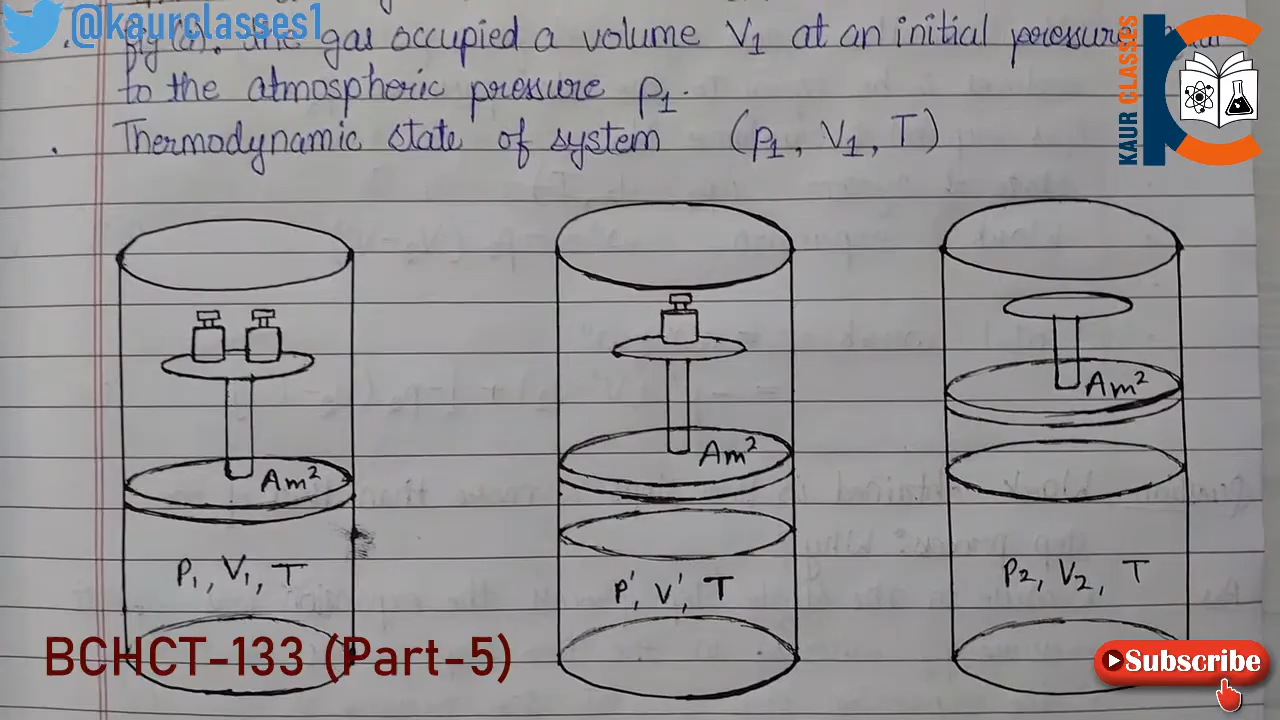 @kaurclasses1
fig (a). The gas occupied a volume V1 at an initial pressure
to the atmospheric pressure p1.
Thermodynamic state of system (p1, V1, T)
KAUR CLASSES
Am²
Am²
Am²
P1, V1, T
p', v', T
P2, V2, T
BCHCT-133 (Part-5)
Subscribe